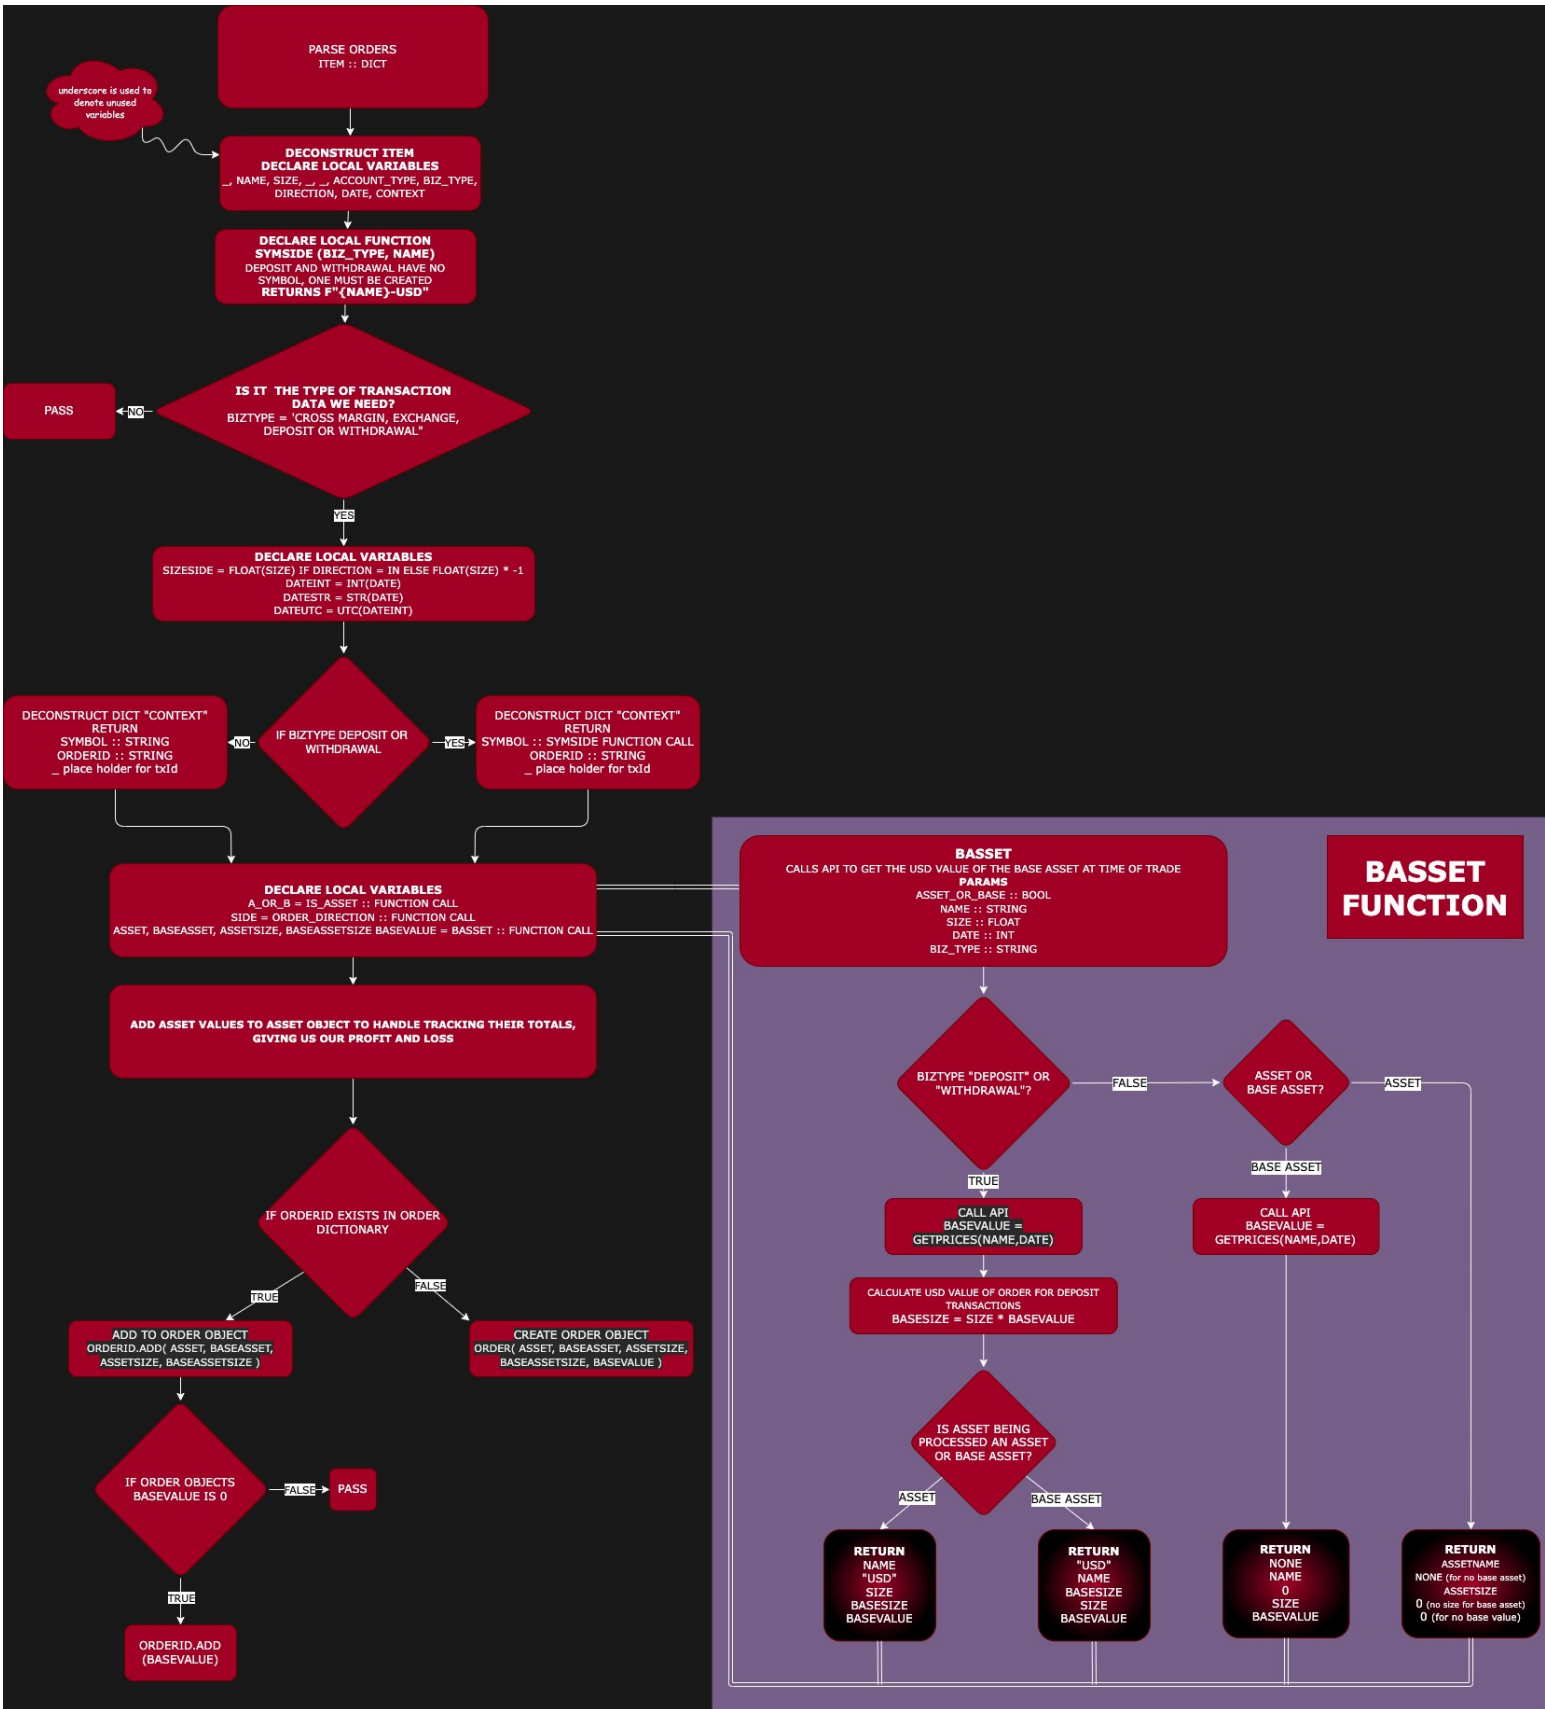 PARSE ORDERS
ITEM :: DICT
underscore is used to
denote unused
variables
DECONSTRUCT ITEM
DECLARE LOCAL VARIABLES
_, NAME, SIZE, _, _, ACCOUNT_TYPE, BIZ_TYPE,
DIRECTION, DATE, CONTEXT
DECLARE LOCAL FUNCTION
SYMSIDE (BIZ_TYPE, NAME)
DEPOSIT AND WITHDRAWAL HAVE NO
SYMBOL, ONE MUST BE CREATED
RETURNS F"{NAME}-USD"
IS IT THE TYPE OF TRANSACTION
DATA WE NEED?
BIZTYPE = 'CROSS MARGIN, EXCHANGE,
DEPOSIT OR WITHDRAWAL"
NO
PASS
YES
DECLARE LOCAL VARIABLES
SIZESIDE = FLOAT(SIZE) IF DIRECTION = IN ELSE FLOAT(SIZE) * -1
DATEINT = INT(DATE)
DATESTR = STR(DATE)
DATEUTC = UTC(DATEINT)
IF BIZTYPE DEPOSIT OR
WITHDRAWAL
NO
DECONSTRUCT DICT "CONTEXT"
RETURN
SYMBOL :: STRING
ORDERID :: STRING
_ place holder for txId
YES
DECONSTRUCT DICT "CONTEXT"
RETURN
SYMBOL :: SYMSIDE FUNCTION CALL
ORDERID :: STRING
_ place holder for txId
DECLARE LOCAL VARIABLES
A_OR_B = IS_ASSET :: FUNCTION CALL
SIDE = ORDER_DIRECTION :: FUNCTION CALL
ASSET, BASEASSET, ASSETSIZE, BASEASSETSIZE BASEVALUE = BASSET :: FUNCTION CALL
ADD ASSET VALUES TO ASSET OBJECT TO HANDLE TRACKING THEIR TOTALS,
GIVING US OUR PROFIT AND LOSS
IF ORDERID EXISTS IN ORDER
DICTIONARY
TRUE
FALSE
ADD TO ORDER OBJECT
ORDERID.ADD( ASSET, BASEASSET,
ASSETSIZE, BASEASSETSIZE )
CREATE ORDER OBJECT
ORDER( ASSET, BASEASSET, ASSETSIZE,
BASEASSETSIZE, BASEVALUE )
IF ORDER OBJECTS
BASEVALUE IS 0
FALSE
PASS
TRUE
ORDERID.ADD
(BASEVALUE)
BASSET
FUNCTION
BASSET
CALLS API TO GET THE USD VALUE OF THE BASE ASSET AT TIME OF TRADE
PARAMS
ASSET_OR_BASE :: BOOL
NAME :: STRING
SIZE :: FLOAT
DATE :: INT
BIZ_TYPE :: STRING
BIZTYPE "DEPOSIT" OR
"WITHDRAWAL"?
FALSE
ASSET OR
BASE ASSET?
ASSET
TRUE
BASE ASSET
CALL API
BASEVALUE =
GETPRICES(NAME,DATE)
CALL API
BASEVALUE =
GETPRICES(NAME,DATE)
CALCULATE USD VALUE OF ORDER FOR DEPOSIT
TRANSACTIONS
BASESIZE = SIZE * BASEVALUE
IS ASSET BEING
PROCESSED AN ASSET
OR BASE ASSET?
ASSET
BASE ASSET
RETURN
NAME
"USD"
SIZE
BASESIZE
BASEVALUE
RETURN
"USD"
NAME
BASESIZE
SIZE
BASEVALUE
RETURN
NONE
NAME
0
SIZE
BASEVALUE
RETURN
ASSETNAME
NONE (for no base asset)
ASSETSIZE
0 (no size for base asset)
0 (for no base value)